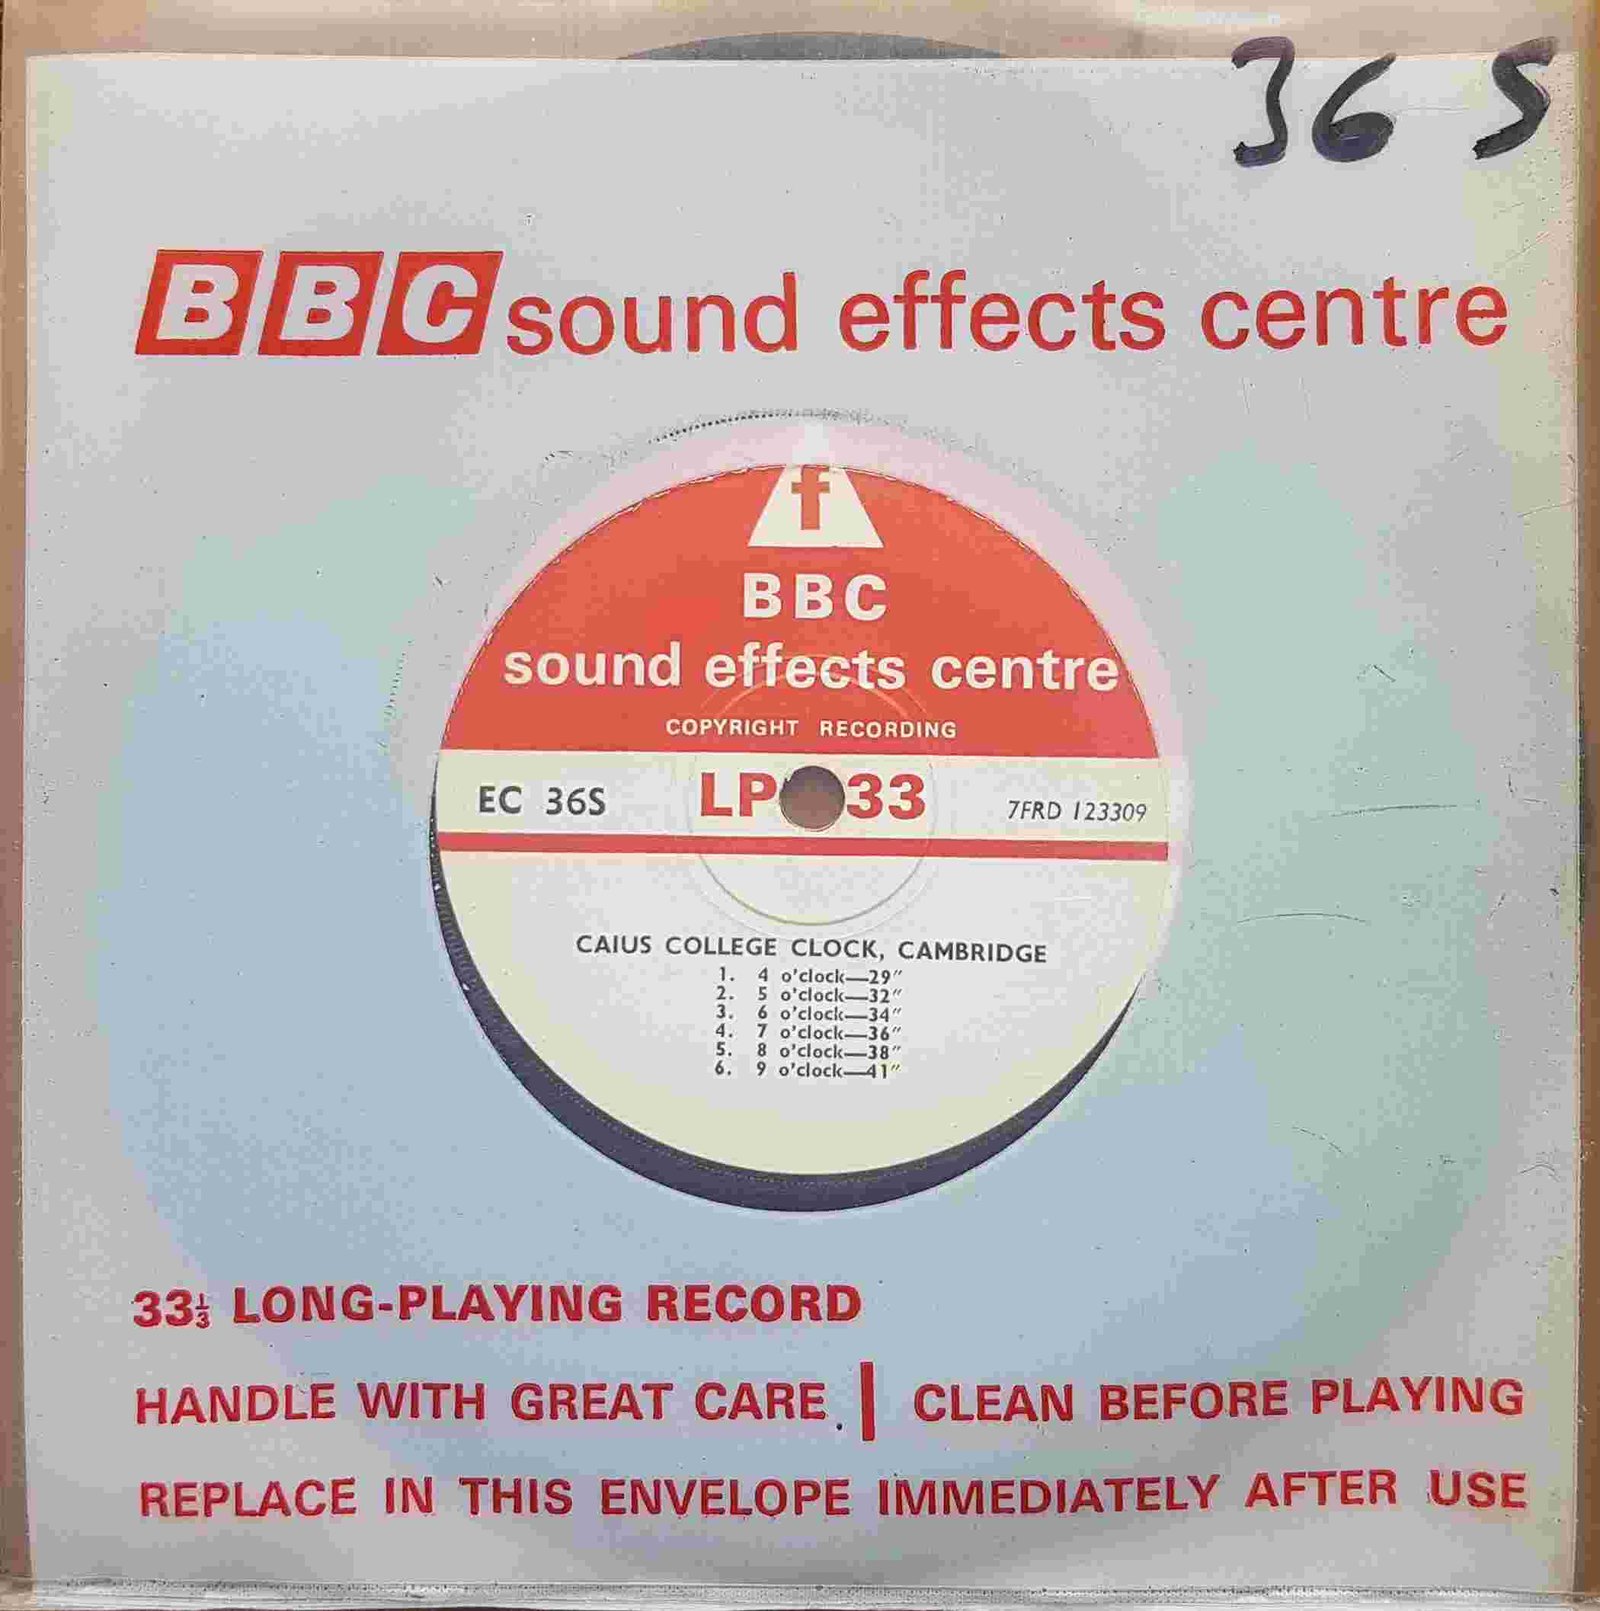 36 S
BBC sound effects centre
f
BBC
sound effects centre
COPYRIGHT RECORDING
EC 36S LP 33 7FRD 123309
CAIUS COLLEGE CLOCK, CAMBRIDGE
1. 4 o'clock—29"
2. 5 o'clock—32"
3. 6 o'clock—34"
4. 7 o'clock—36"
5. 8 o'clock—38"
6. 9 o'clock—41"
33⅓ LONG-PLAYING RECORD
HANDLE WITH GREAT CARE | CLEAN BEFORE PLAYING
REPLACE IN THIS ENVELOPE IMMEDIATELY AFTER USE